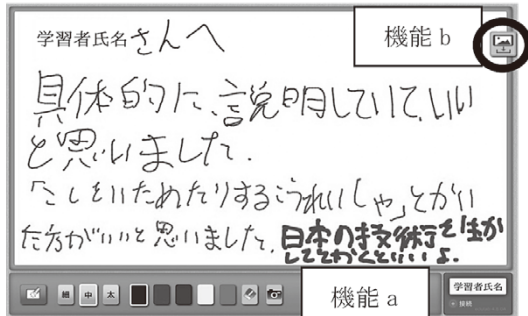 学習者氏名さんへ
機能 b
具体的に、説明していて、いい
と思いました。
「こしをいためたりするこうれいしゃ」とかい
た方がいいと思いました。日本の技術を生か
してとかくといいよ。
細 中 太
機能 a
学習者氏名
接続